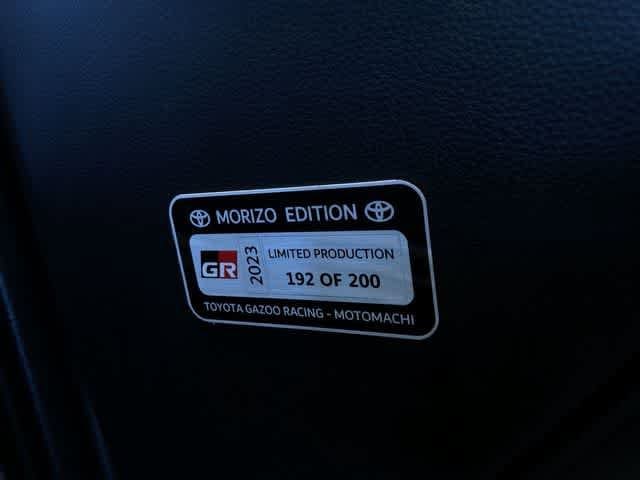 MORIZO EDITION
GR 2023 LIMITED PRODUCTION
192 OF 200
TOYOTA GAZOO RACING - MOTOMACHI